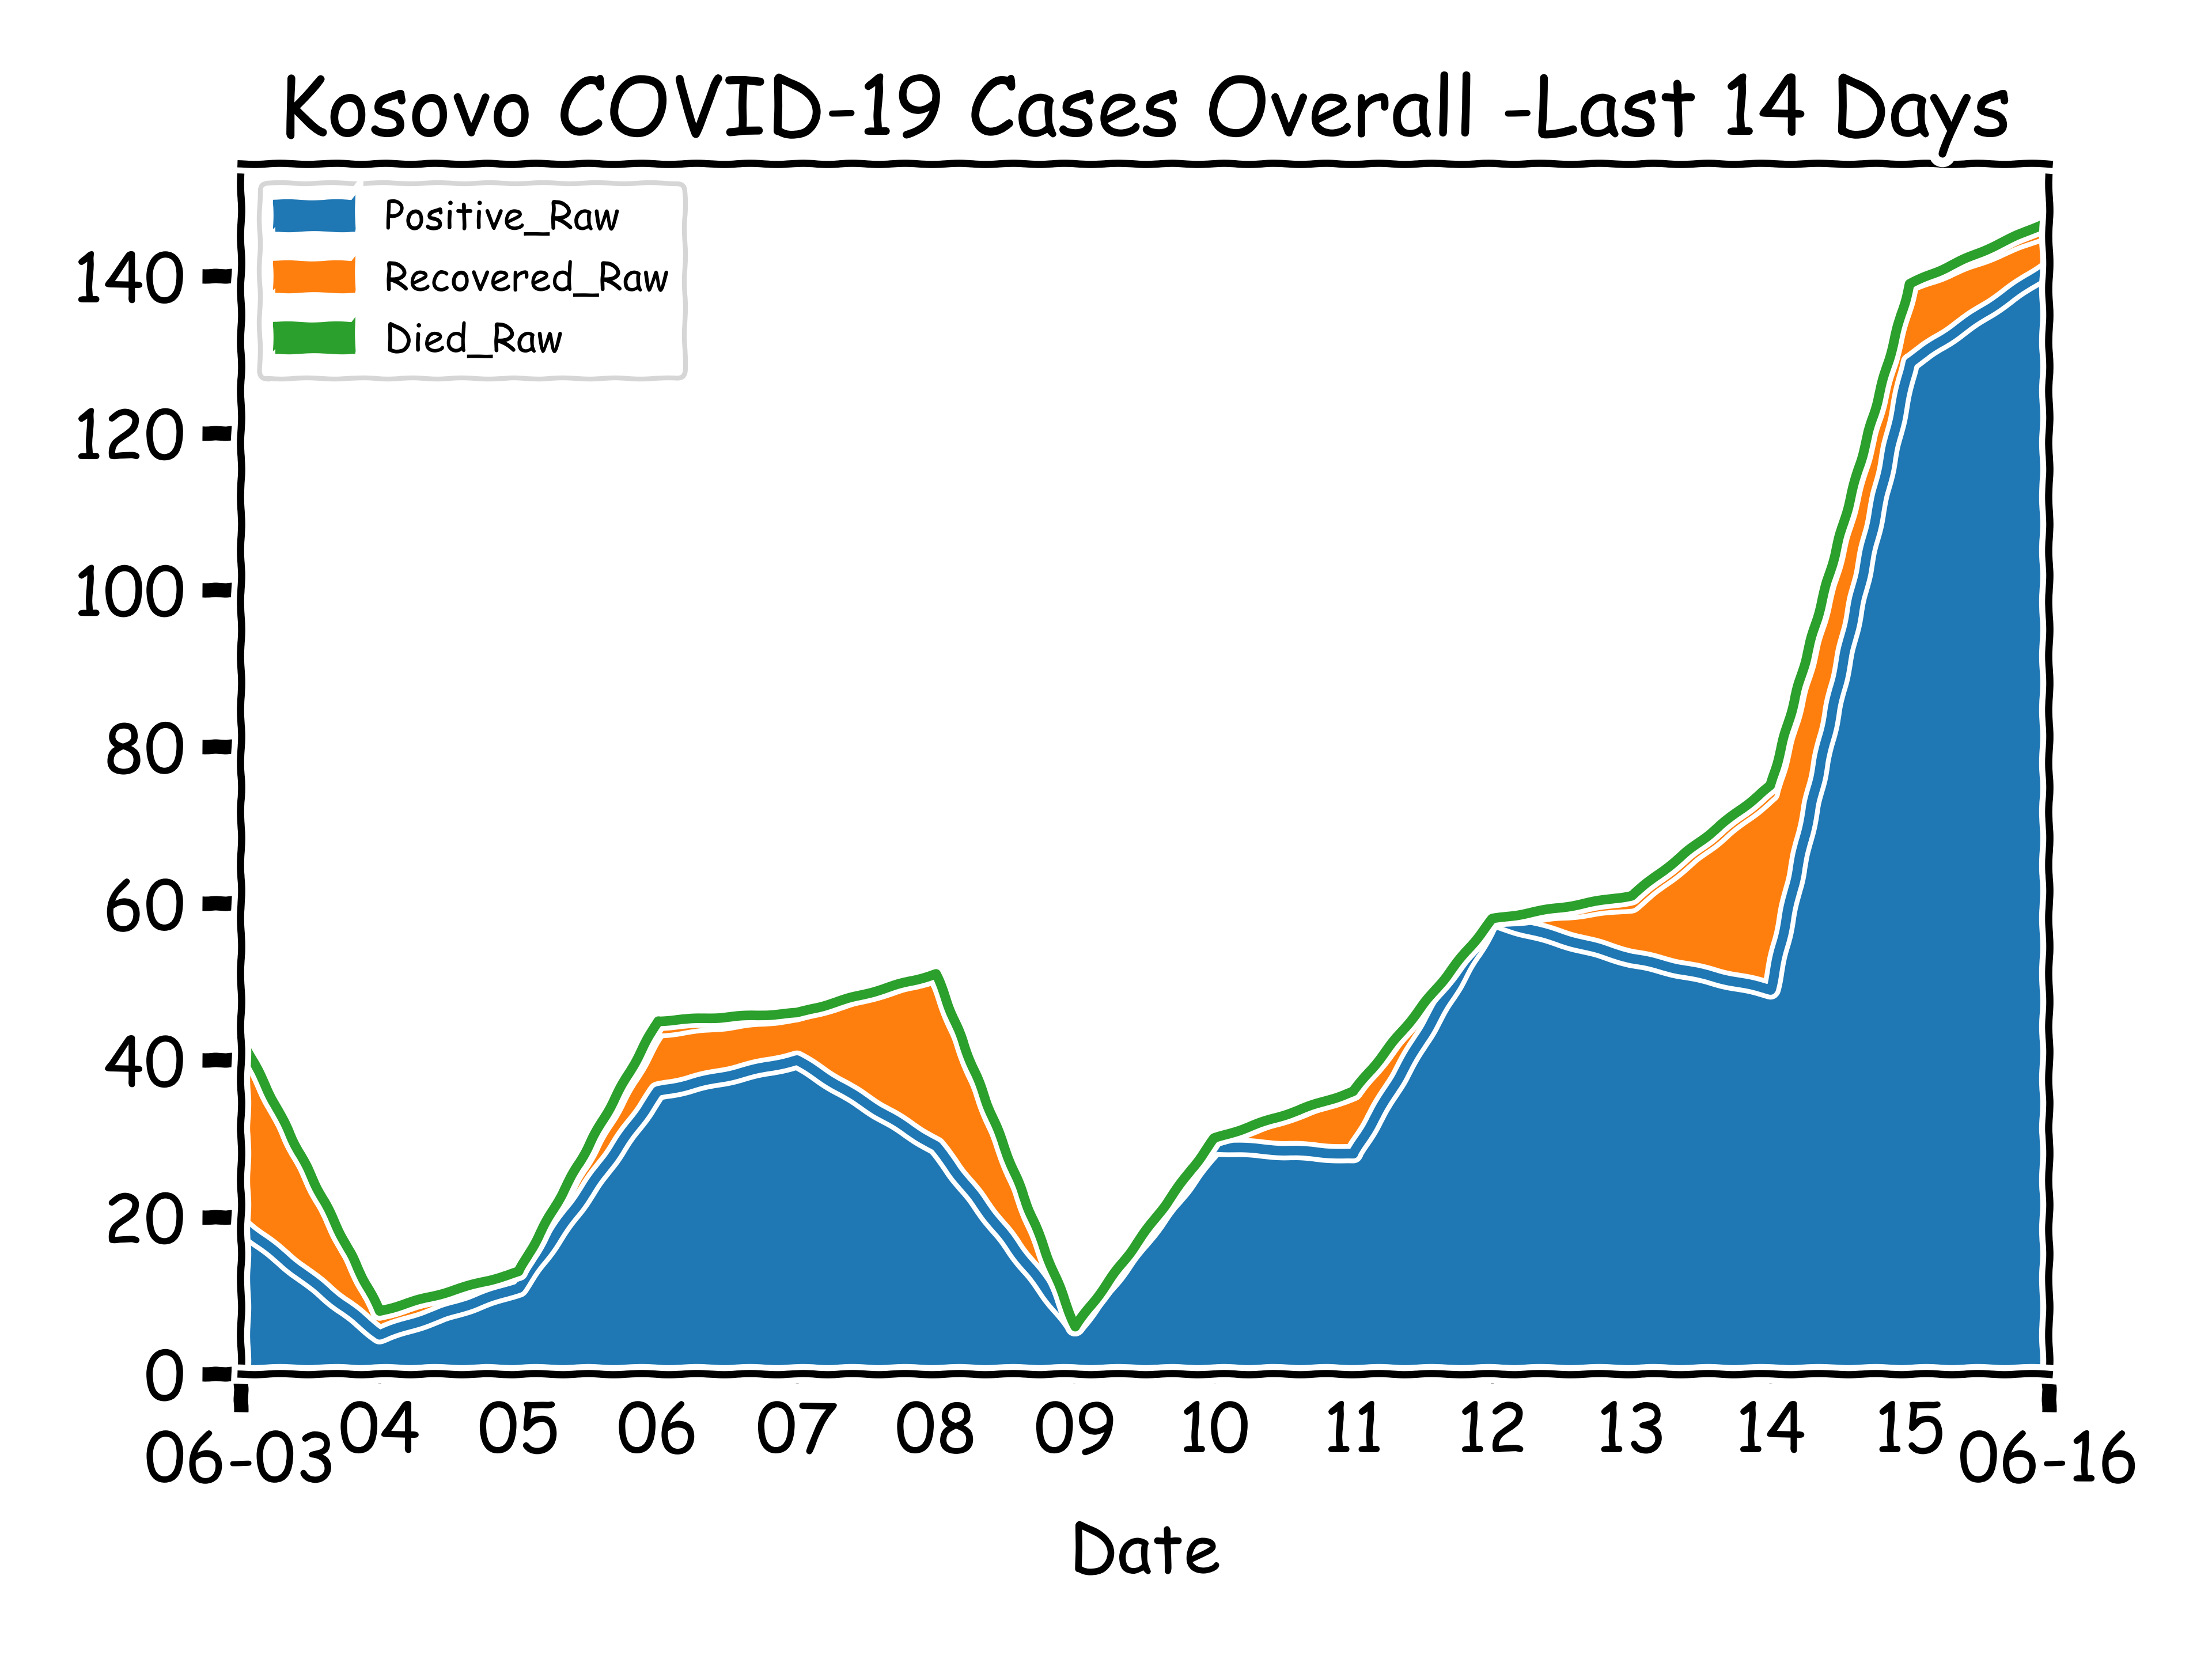 Kosovo COVID-19 Cases Overall -Last 14 Days
Positive_Raw
Recovered_Raw
Died_Raw
140
120
100
80
60
40
20
0
06-03 04 05 06 07 08 09 10 11 12 13 14 15 06-16
Date